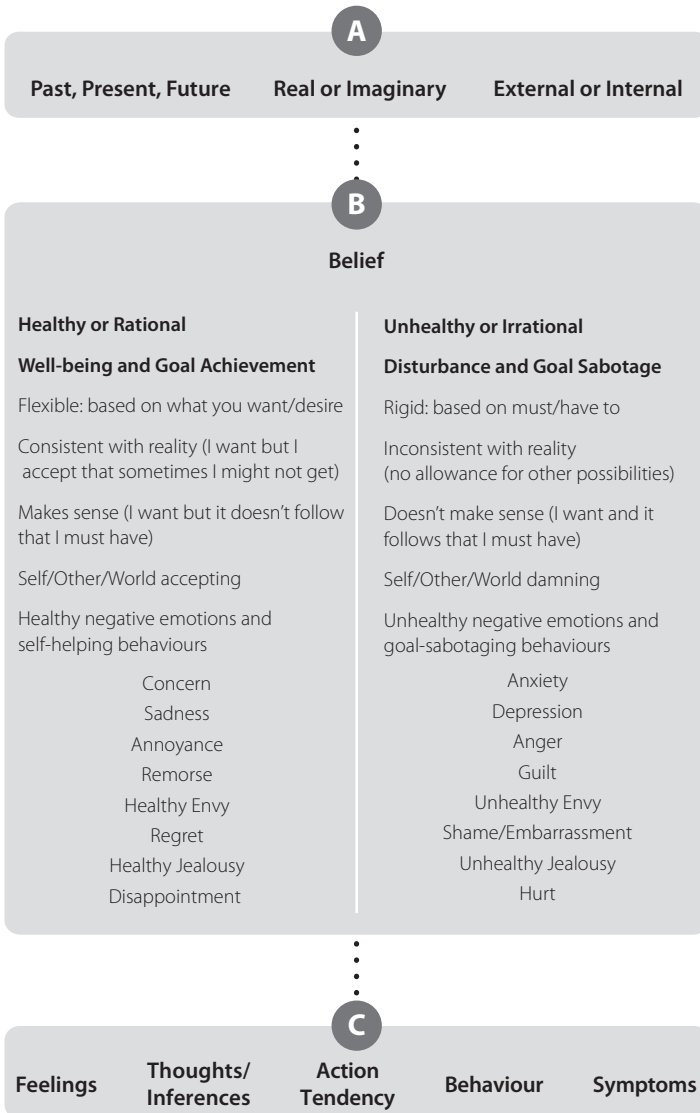 A
Past, Present, Future Real or Imaginary External or Internal
B
Belief
Healthy or Rational
Well-being and Goal Achievement
Flexible: based on what you want/desire
Consistent with reality (I want but I
accept that sometimes I might not get)
Makes sense (I want but it doesn’t follow
that I must have)
Self/Other/World accepting
Healthy negative emotions and
self-helping behaviours
Concern
Sadness
Annoyance
Remorse
Healthy Envy
Regret
Healthy Jealousy
Disappointment
Unhealthy or Irrational
Disturbance and Goal Sabotage
Rigid: based on must/have to
Inconsistent with reality
(no allowance for other possibilities)
Doesn’t make sense (I want and it
follows that I must have)
Self/Other/World damning
Unhealthy negative emotions and
goal-sabotaging behaviours
Anxiety
Depression
Anger
Guilt
Unhealthy Envy
Shame/Embarrassment
Unhealthy Jealousy
Hurt
C
Feelings
Thoughts/
Inferences
Action
Tendency
Behaviour
Symptoms